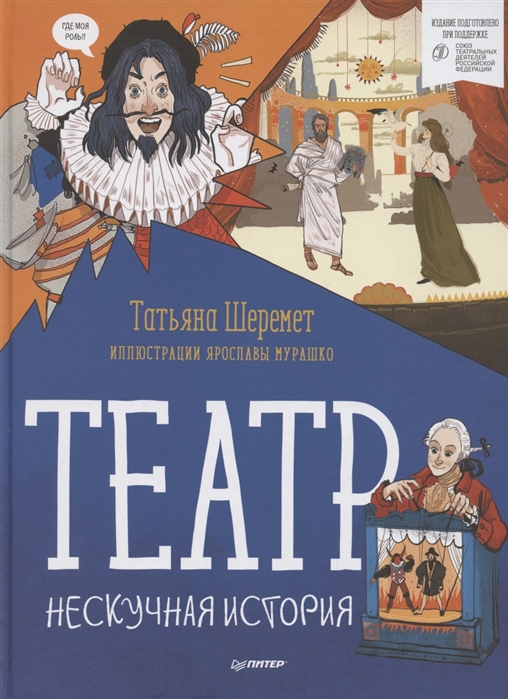 ГДЕ МОЯ
РОЛЬ?!
ИЗДАНИЕ ПОДГОТОВЛЕНО
ПРИ ПОДДЕРЖКЕ
СОЮЗ
ТЕАТРАЛЬНЫХ
ДЕЯТЕЛЕЙ
РОССИЙСКОЙ
ФЕДЕРАЦИИ
Татьяна Шеремет
ИЛЛЮСТРАЦИИ ЯРОСЛАВЫ МУРАШКО
ТЕАТР
НЕСКУЧНАЯ ИСТОРИЯ
ПИТЕР